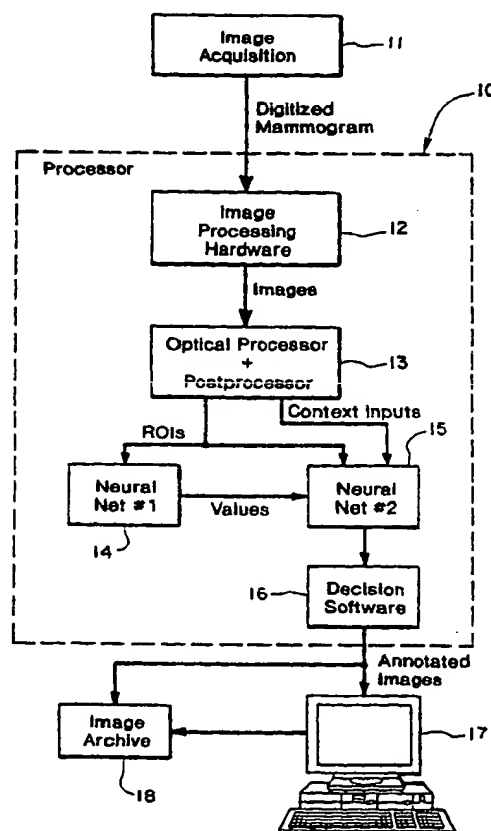 Image
Acquisition
11
10
Digitized
Mammogram
Processor
Image
Processing
Hardware
12
Images
Optical Processor
+
Postprocessor
13
Context Inputs
ROIs
15
Neural
Net #1
14
Values
Neural
Net #2
16
Decision
Software
Annotated
Images
Image
Archive
18
17